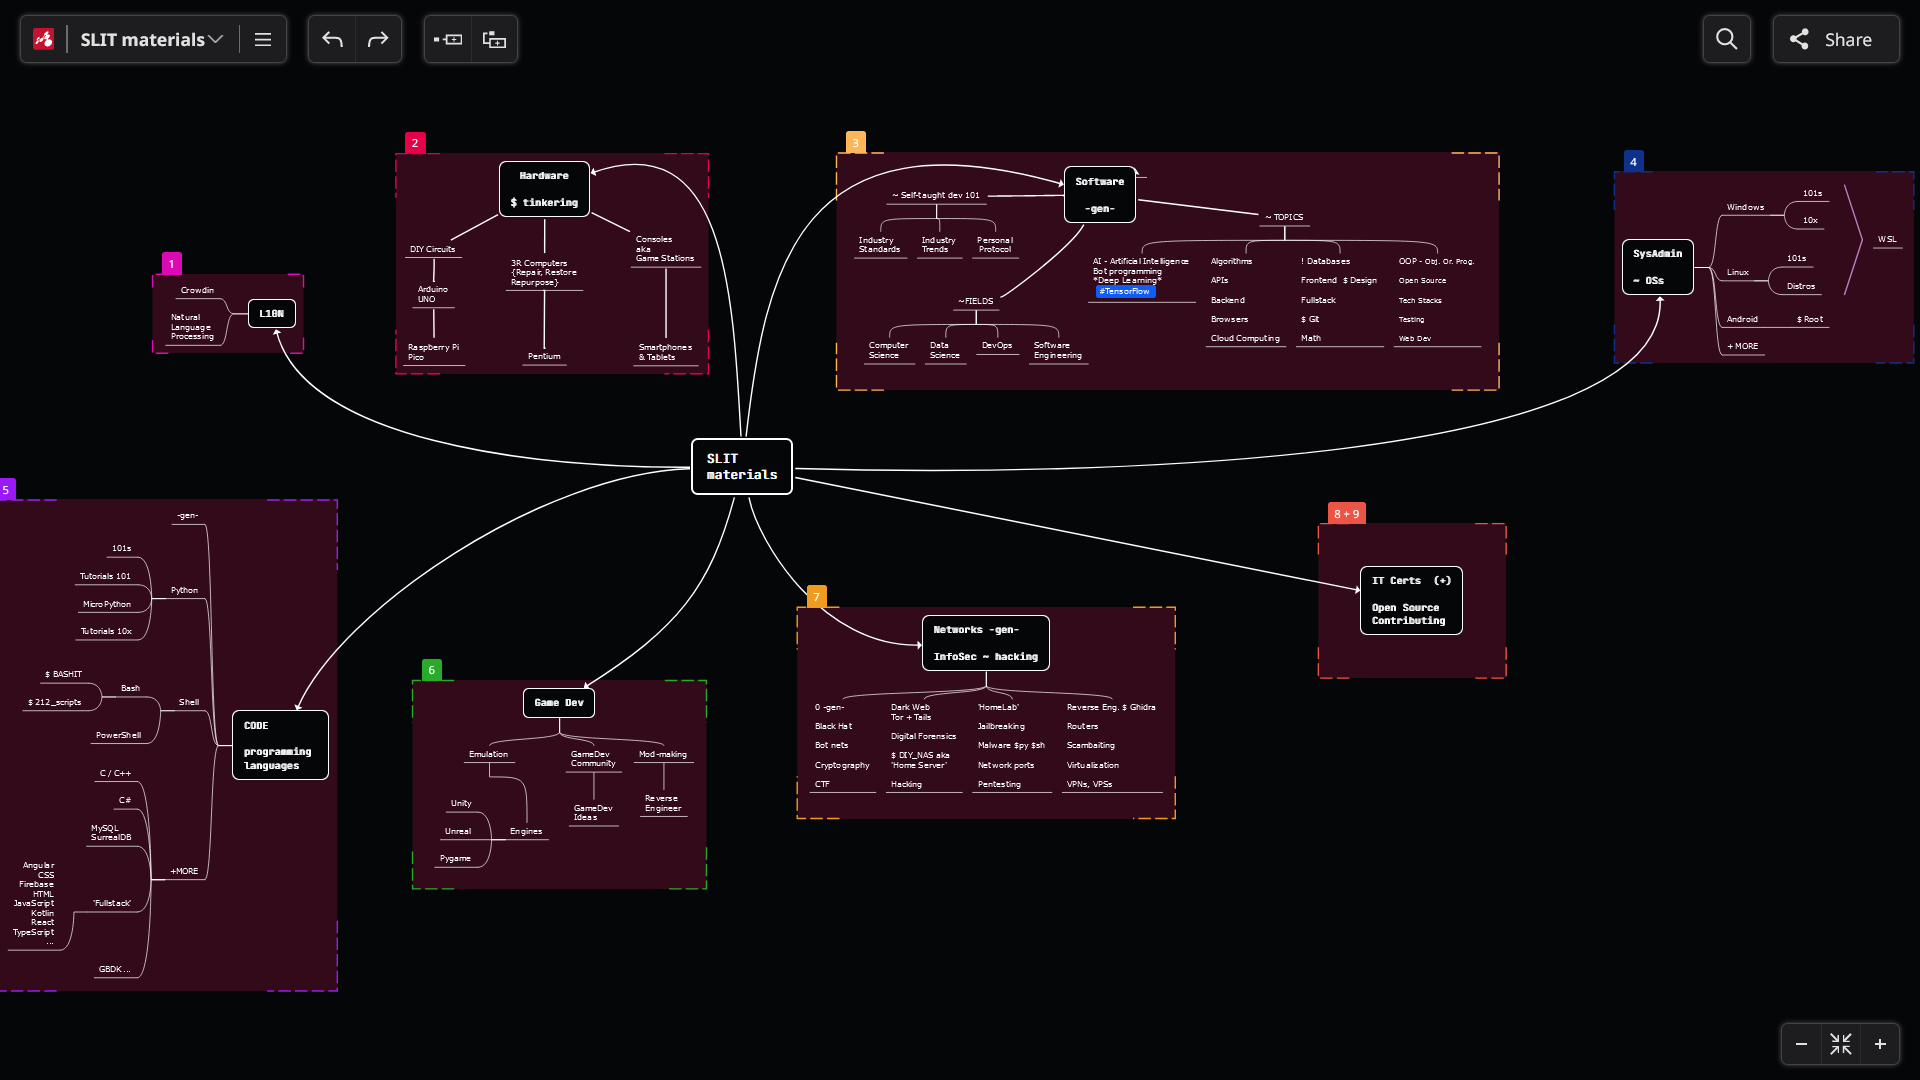 SLIT materials
Share
1
Crowdin
Natural
Language
Processing
L10N
2
Hardware
$ tinkering
DIY Circuits
Arduino
UNO
Raspberry Pi
Pico
3R Computers
{Repair, Restore
Repurpose}
Pentium
Consoles
aka
Game Stations
Smartphones
& Tablets
3
Software
-gen-
~ Self-taught dev 101
Industry
Standards
Industry
Trends
Personal
Protocol
~FIELDS
Computer
Science
Data
Science
DevOps
Software
Engineering
~ TOPICS
AI - Artificial Intelligence
Bot programming
*Deep Learning*
#TensorFlow
Algorithms
APIs
Backend
Browsers
Cloud Computing
! Databases
Frontend $ Design
Fullstack
$ Git
Math
OOP - Obj. Or. Prog.
Open Source
Tech Stacks
Testing
Web Dev
4
SysAdmin
~ OSs
Windows
101s
10x
Linux
101s
Distros
Android
$ Root
+ MORE
WSL
SLIT
materials
5
-gen-
101s
Tutorials 101
MicroPython
Tutorials 10x
Python
$ BASHIT
$ 212_scripts
Bash
PowerShell
Shell
CODE
programming
languages
C / C++
C#
MySQL
SurrealDB
Angular
CSS
Firebase
HTML
JavaScript
Kotlin
React
TypeScript
...
'Fullstack'
GBDK ...
+MORE
6
Game Dev
Emulation
Unity
Unreal
Pygame
Engines
GameDev
Community
GameDev
Ideas
Mod-making
Reverse
Engineer
7
Networks -gen-
InfoSec ~ hacking
0 -gen-
Black Hat
Bot nets
Cryptography
CTF
Dark Web
Tor + Tails
Digital Forensics
$ DIY_NAS aka
'Home Server'
Hacking
'HomeLab'
Jailbreaking
Malware $py $sh
Network ports
Pentesting
Reverse Eng. $ Ghidra
Routers
Scambaiting
Virtualization
VPNs, VPSs
8 + 9
IT Certs (+)
Open Source
Contributing